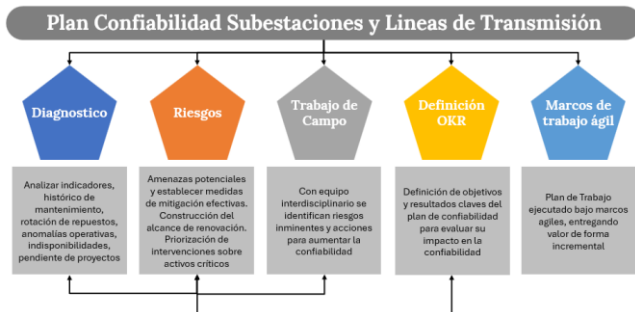 Plan Confiabilidad Subestaciones y Lineas de Transmisión
Diagnostico
Riesgos
Trabajo de
Campo
Definición
OKR
Marcos de
trabajo ágil
Analizar indicadores,
histórico de
mantenimiento,
rotación de repuestos,
anomalías operativas,
indisponibilidades,
pendiente de proyectos
Amenazas potenciales
y establecer medidas
de mitigación efectivas.
Construcción del
alcance de renovación.
Priorización de
intervenciones sobre
activos críticos
Con equipo
interdisciplinario se
identifican riesgos
inminentes y acciones
para aumentar la
confiabilidad
Definición de objetivos
y resultados claves del
plan de confiabilidad
para evaluar su
impacto en la
confiabilidad
Plan de Trabajo
ejecutado bajo marcos
agiles, entregando
valor de forma
incremental